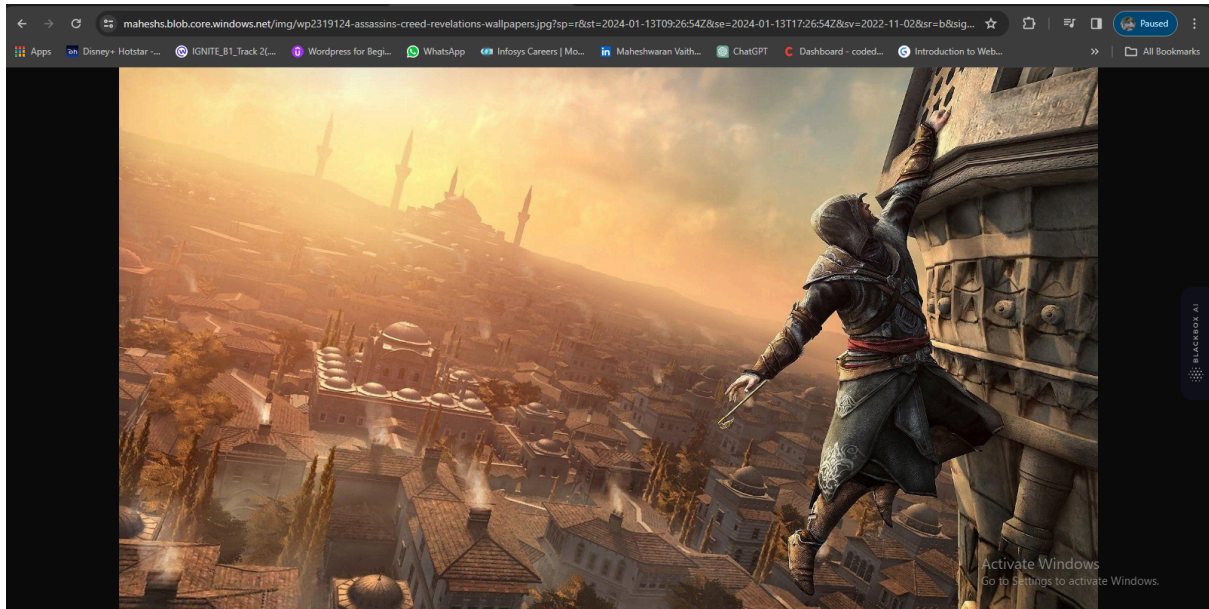 maheshs.blob.core.windows.net/img/wp2319124-assassins-creed-revelations-wallpapers.jpg?sp=r&st=2024-01-13T09:26:54Z&se=2024-01-13T17:26:54Z&sv=2022-11-02&sr=b&sig...
Paused
Apps Disney+ Hotstar -... IGNITE_B1_Track 2(.... Wordpress for Begi... WhatsApp Infosys Careers | Mo... Maheshwaran Vaith... ChatGPT Dashboard - coded... Introduction to Web... » All Bookmarks
BLACKBOX AI
Activate Windows
Go to Settings to activate Windows.